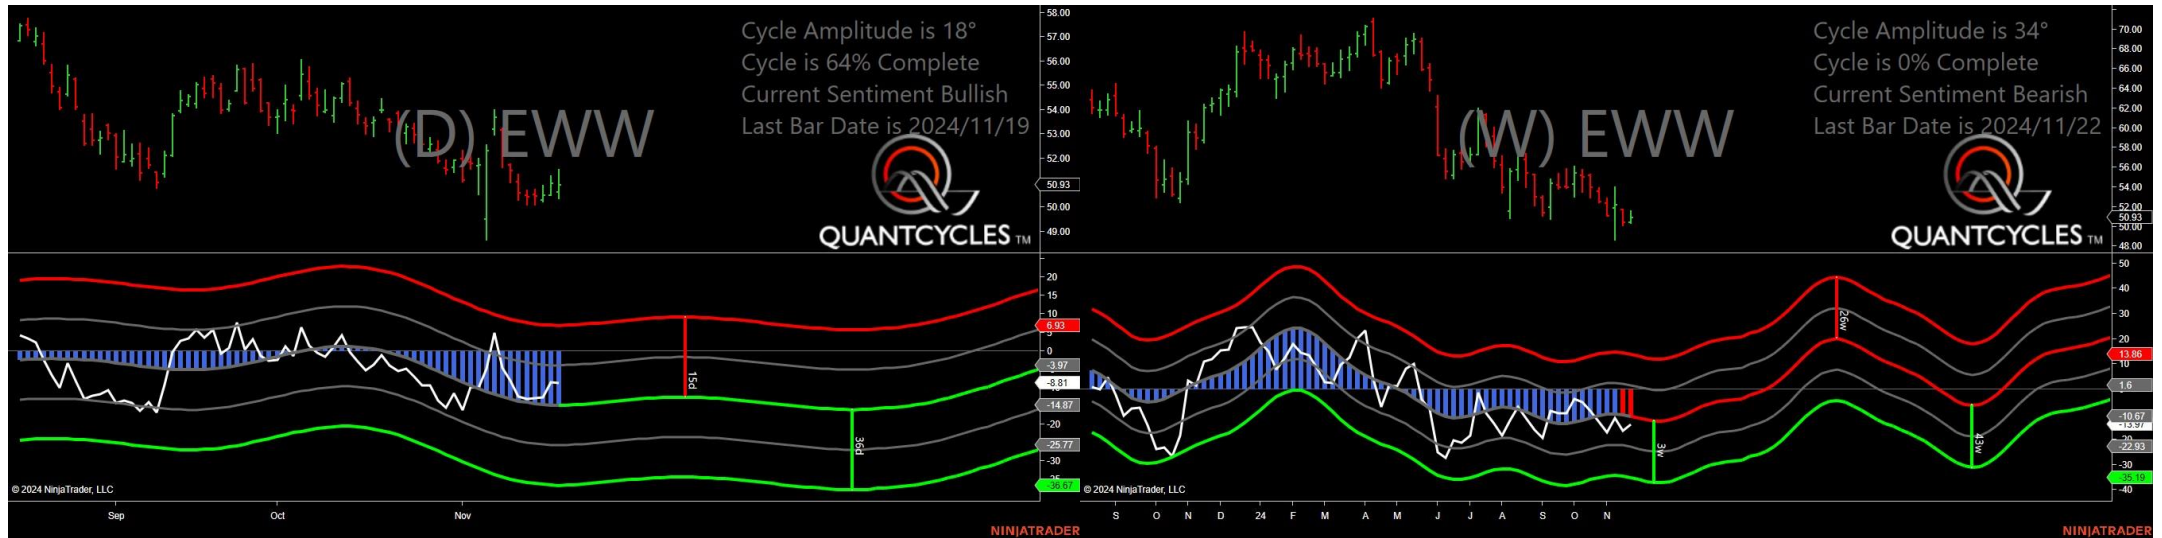 Cycle Amplitude is 18°
Cycle is 64% Complete
Current Sentiment Bullish
Last Bar Date is 2024/11/19
(D) EWW
QUANTCYCLES TM
58.00
57.00
56.00
55.00
54.00
53.00
52.00
50.93
50.00
49.00
20
15
10
6.93
0
-3.97
-8.81
-14.87
-20
-25.77
-30
-36.67
15d
36d
© 2024 NinjaTrader, LLC
Sep
Oct
Nov
NINJATRADER
Cycle Amplitude is 34°
Cycle is 0% Complete
Current Sentiment Bearish
Last Bar Date is 2024/11/22
(W) EWW
QUANTCYCLES TM
70.00
68.00
66.00
64.00
62.00
60.00
58.00
56.00
54.00
52.00
50.93
50.00
48.00
50
40
30
20
13.86
10
1.6
-10.67
-13.97
-22.93
-30
-35.19
-40
26w
3w
43w
© 2024 NinjaTrader, LLC
S O N D 24 F M A M J J A S O N
NINJATRADER